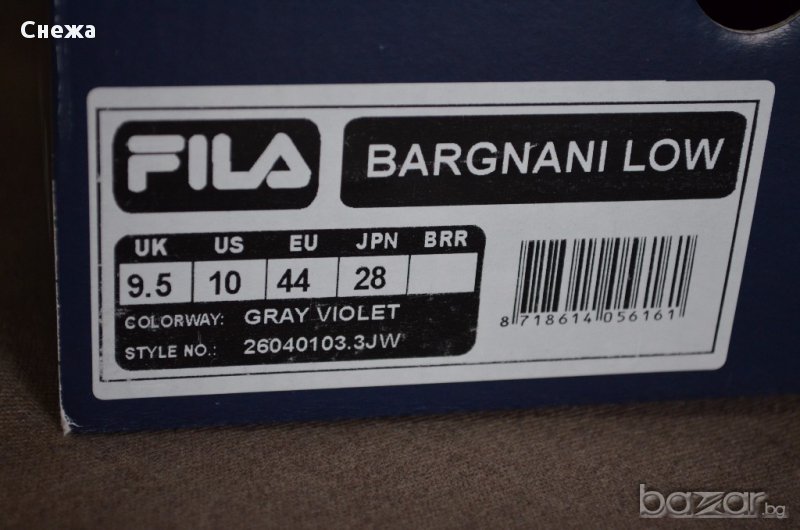 Снежа
FILA
BARGNANI LOW
UK US EU JPN BRR
9.5 10 44 28
COLORWAY: GRAY VIOLET
STYLE NO.: 26040103.3JW
8 718614 056161
bazar.bg